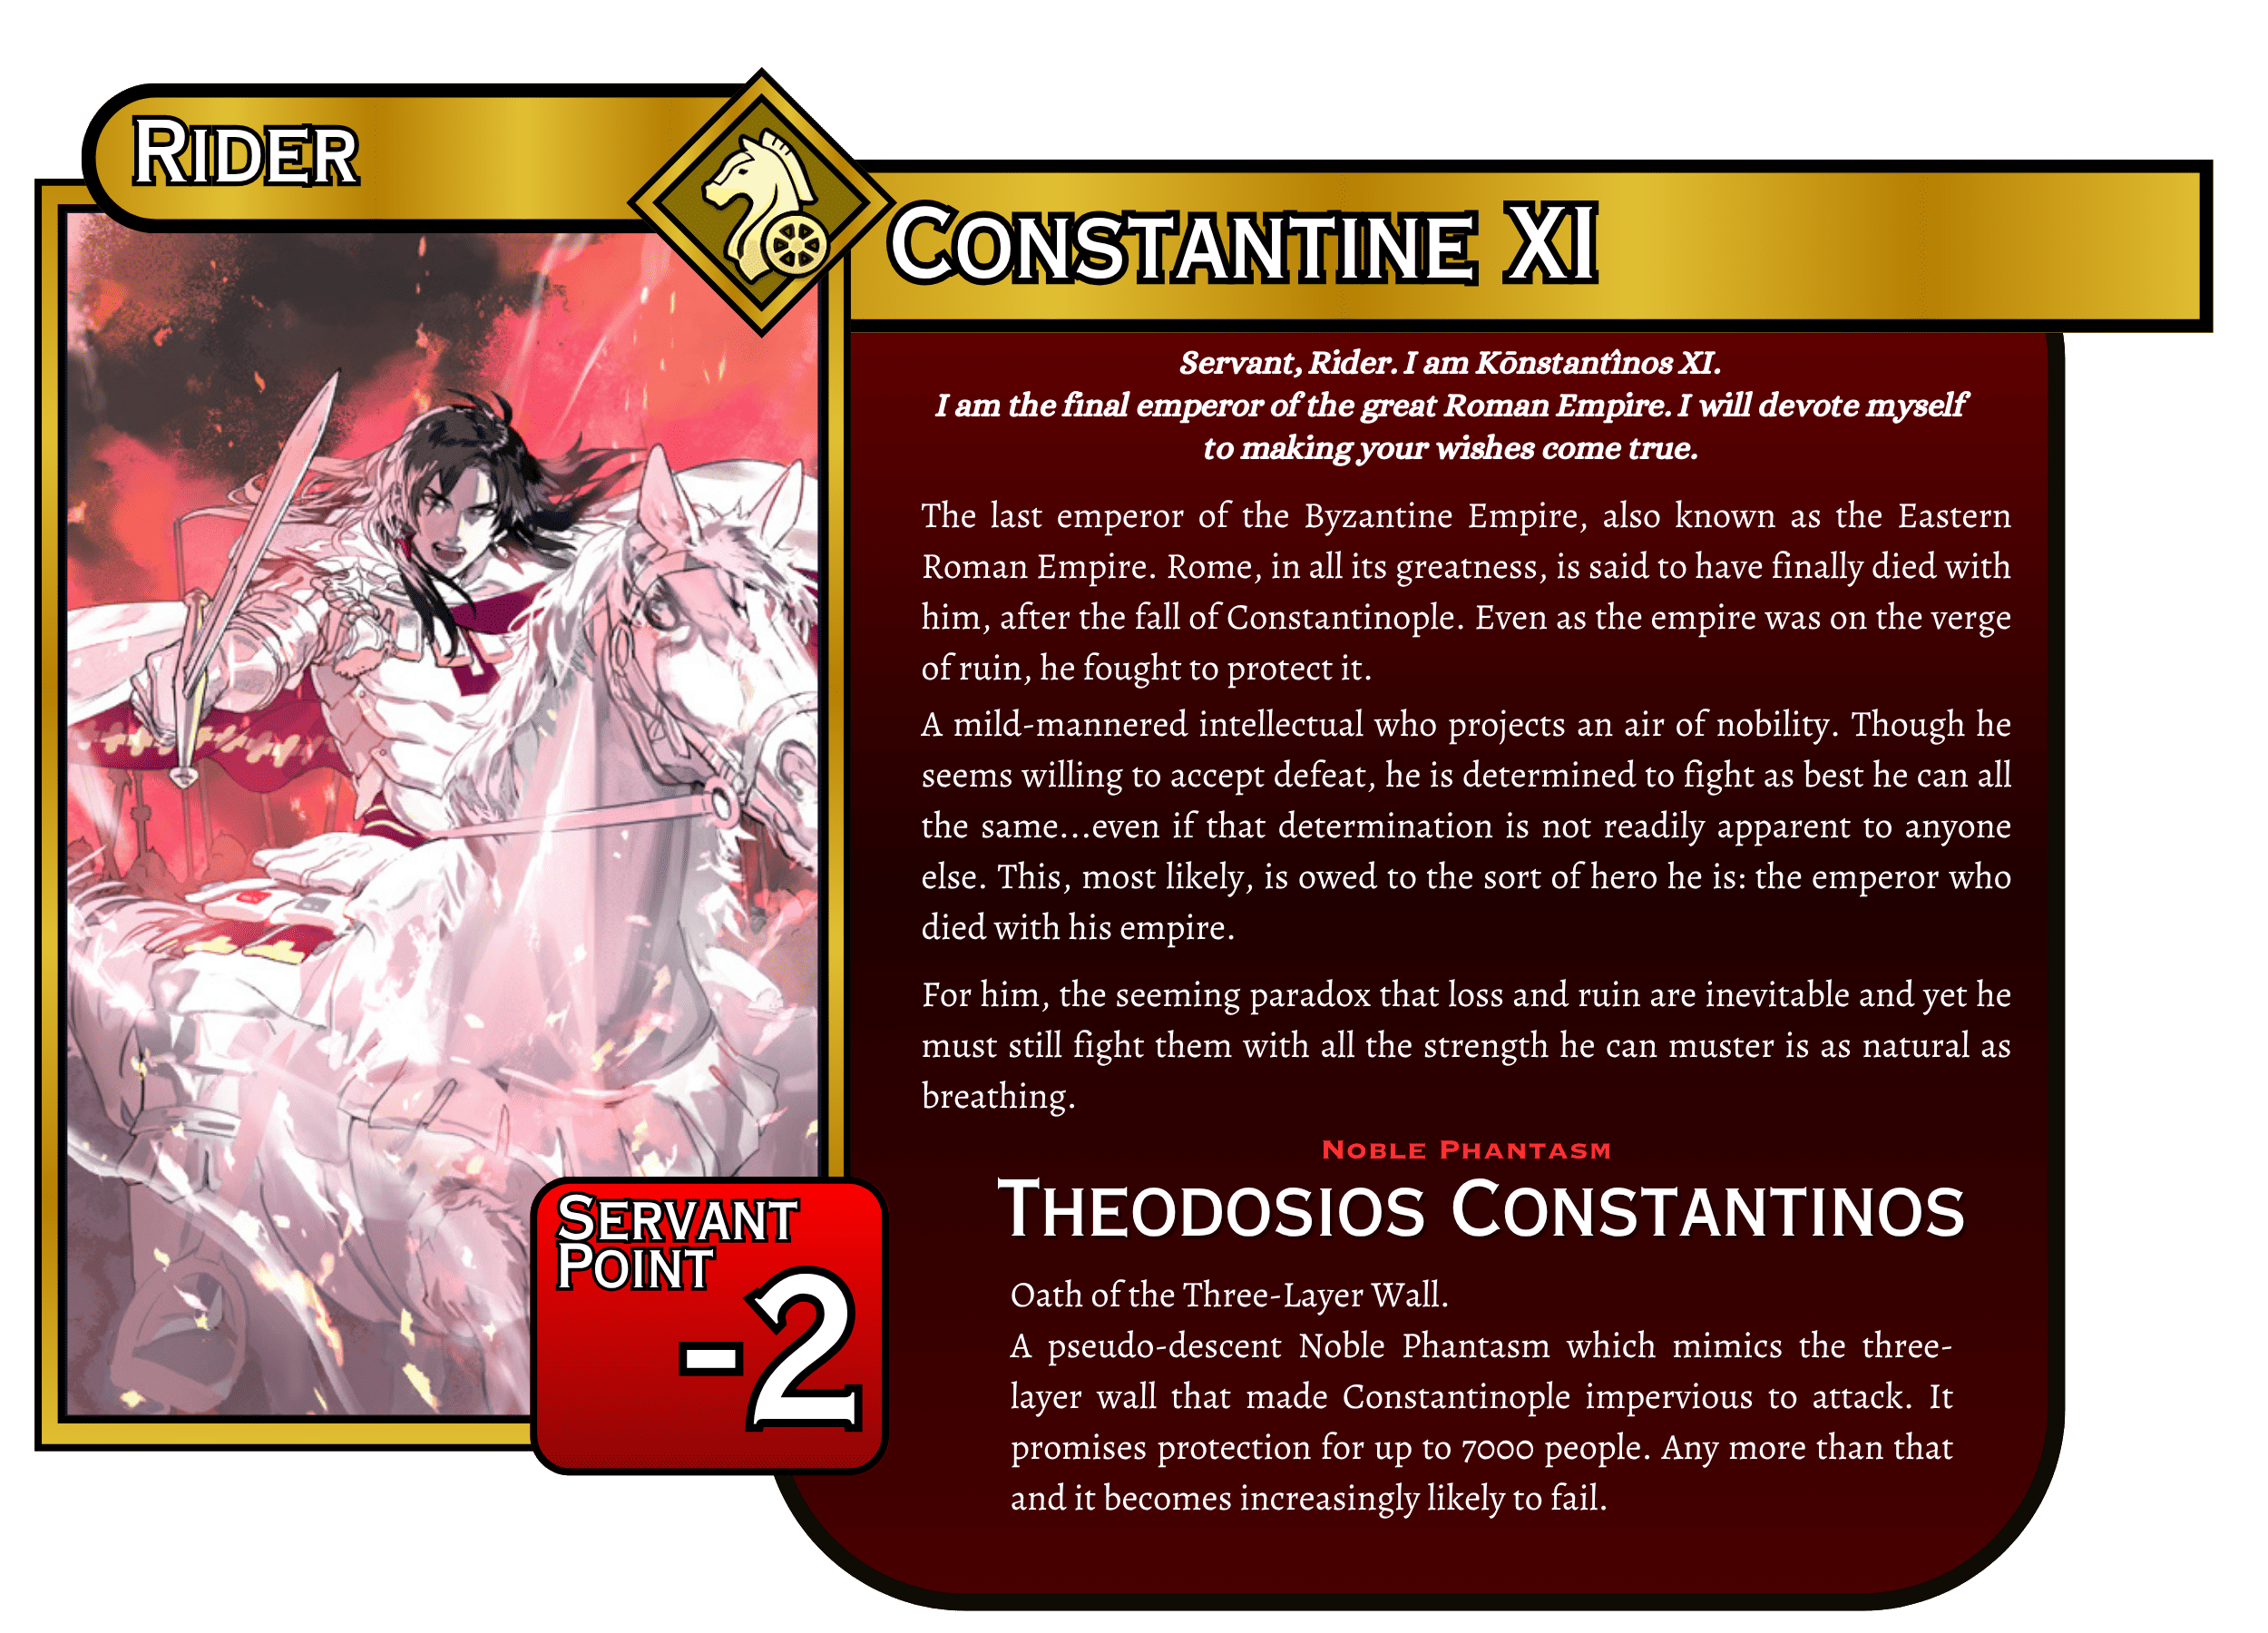 Rider
Constantine XI
Servant, Rider. I am Kōnstantînos XI.
I am the final emperor of the great Roman Empire. I will devote myself
to making your wishes come true.
The last emperor of the Byzantine Empire, also known as the Eastern
Roman Empire. Rome, in all its greatness, is said to have finally died with
him, after the fall of Constantinople. Even as the empire was on the verge
of ruin, he fought to protect it.
A mild-mannered intellectual who projects an air of nobility. Though he
seems willing to accept defeat, he is determined to fight as best he can all
the same...even if that determination is not readily apparent to anyone
else. This, most likely, is owed to the sort of hero he is: the emperor who
died with his empire.
For him, the seeming paradox that loss and ruin are inevitable and yet he
must still fight them with all the strength he can muster is as natural as
breathing.
Noble Phantasm
Theodosios Constantinos
Oath of the Three-Layer Wall.
A pseudo-descent Noble Phantasm which mimics the three-
layer wall that made Constantinople impervious to attack. It
promises protection for up to 7000 people. Any more than that
and it becomes increasingly likely to fail.
Servant
Point
-2